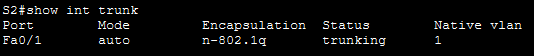 S2#show int trunk
Port        Mode         Encapsulation  Status        Native vlan
Fa0/1       auto         n-802.1q       trunking      1